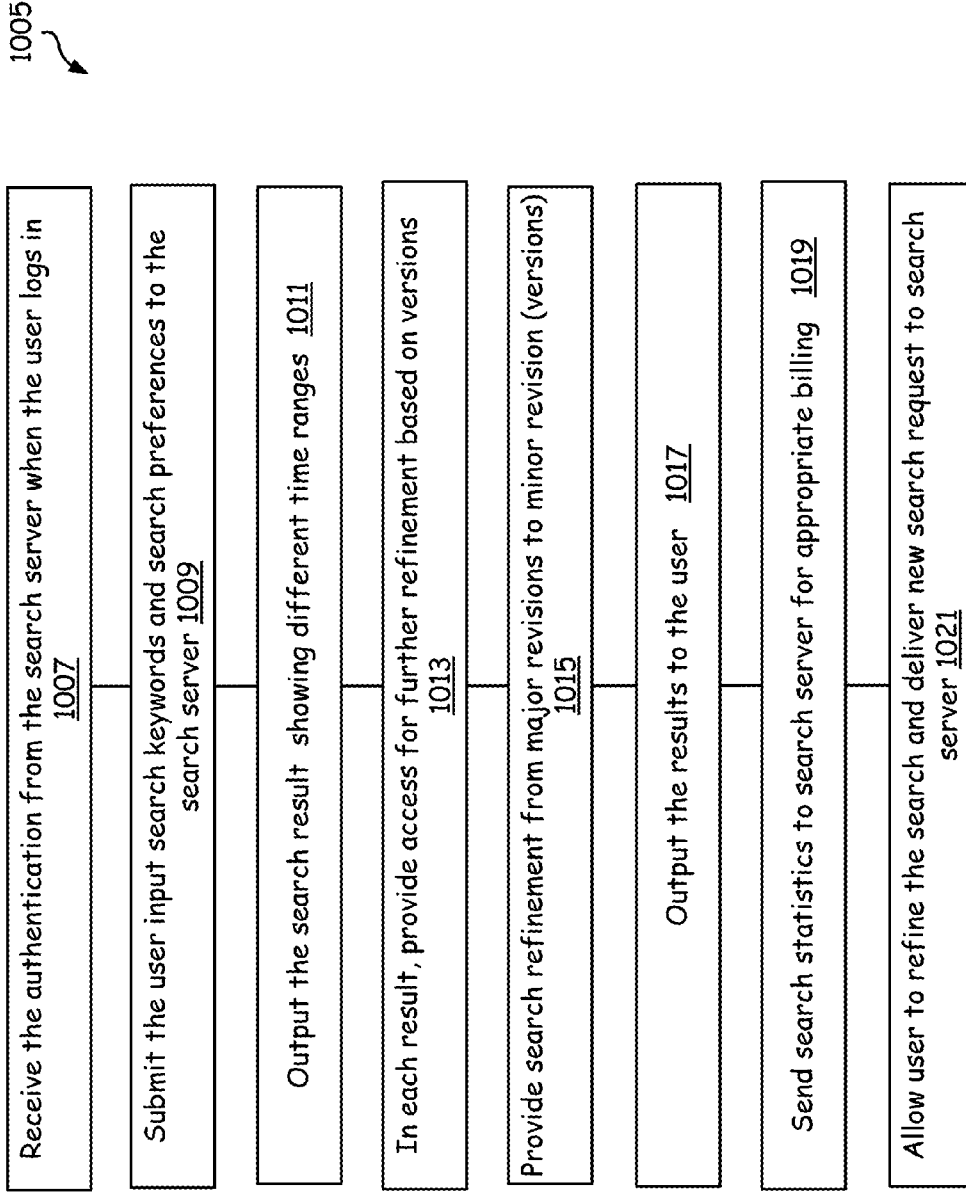 1005
Receive the authentication from the search server when the user logs in
1007
Submit the user input search keywords and search preferences to the
search server 1009
Output the search result showing different time ranges 1011
In each result, provide access for further refinement based on versions
1013
Provide search refinement from major revisions to minor revision (versions)
1015
Output the results to the user 1017
Send search statistics to search server for appropriate billing 1019
Allow user to refine the search and deliver new search request to search
server 1021